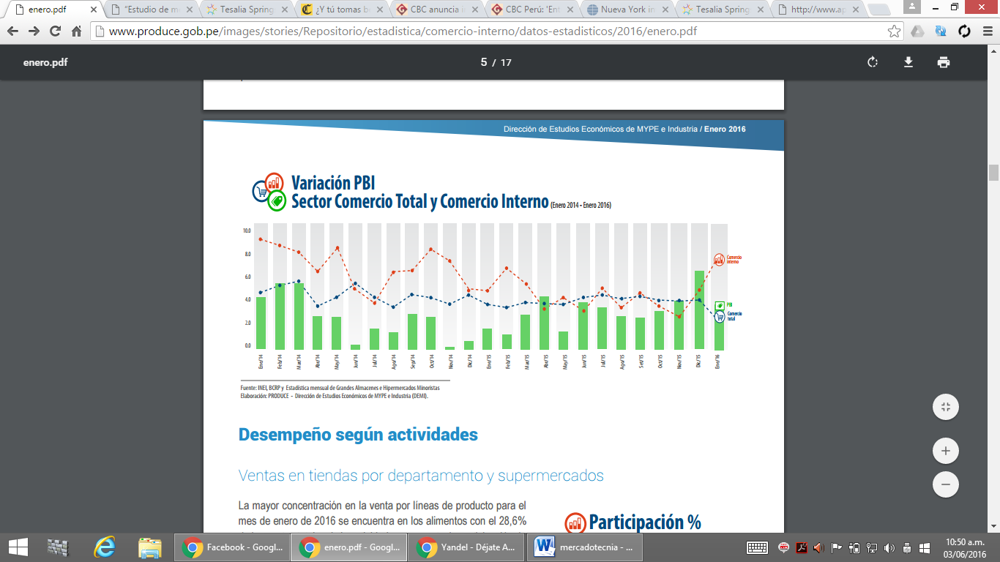 enero.pdf
"Estudio de m
Tesalia Spring
¿Y tú tomas b
CBC anuncia i
CBC Perú: 'Ent
Nueva York in
Tesalia Spring
http://www.ap
www.produce.gob.pe/images/stories/Repositorio/estadistica/comercio-interno/datos-estadisticos/2016/enero.pdf
enero.pdf
5 / 17
Dirección de Estudios Económicos de MYPE e Industria / Enero 2016
Variación PBI
Sector Comercio Total y Comercio Interno (Enero 2014 - Enero 2016)
10.0
8.0
6.0
4.0
2.0
0.0
Comercio
interno
PBI
Comercio
total
Ene/14
Feb/14
Mar/14
Abr/14
May/14
Jun/14
Jul/14
Ago/14
Sep/14
Oct/14
Nov/14
Dic/14
Ene/15
Feb/15
Mar/15
Abr/15
May/15
Jun/15
Jul/15
Ago/15
Set/15
Oct/15
Nov/15
Dic/15
Ene/16
Fuente: INEI, BCRP y Estadística mensual de Grandes Almacenes e Hipermercados Minoristas
Elaboración: PRODUCE - Dirección de Estudios Económicos de MYPE e Industria (DEMI).
Desempeño según actividades
Ventas en tiendas por departamento y supermercados
La mayor concentración en la venta por líneas de producto para el
mes de enero de 2016 se encuentra en los alimentos con el 28,6%
Participación %
Facebook - Googl...
enero.pdf - Googl...
Yandel - Déjate A...
mercadotecnia - ...
10:50 a.m.
03/06/2016